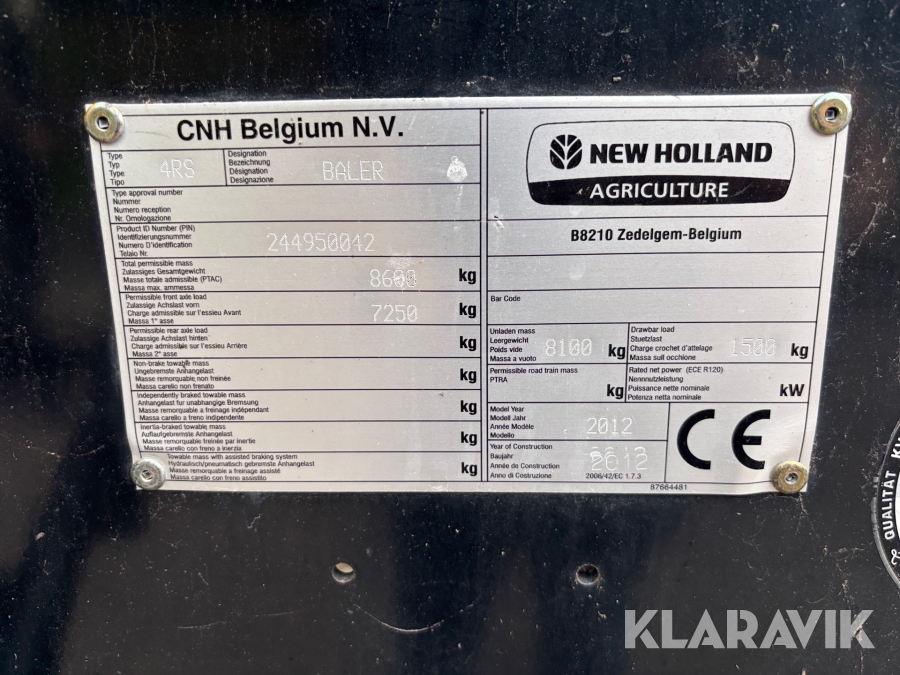 CNH Belgium N.V.
Type
Typ
Type
Tipo
4RS
Designation
Bezeichnung
Désignation
Designazione
BALER
Type approval number
Nummer
Numero reception
Nr. Omologazione
Product ID Number (PIN)
Identifizierungsnummer
Numero D'identification
Telaio Nr.
244950042
Total permissible mass
Zulassiges Gesamtgewicht
Masse totale admissible (PTAC)
Massa max. ammessa
8600 kg
Permissible front axle load
Zulassige Achslast vorn
Charge admissible sur l'essieu Avant
Massa 1° asse
7250 kg
Permissible rear axle load
Zulassige Achslast hinten
Charge admissible sur l'essieu Arrière
Massa 2° asse
kg
Non-brake towable mass
Ungebremste Anhangelast
Masse remorquable non freinée
Massa carello non frenato
kg
Independently braked towable mass
Anhangelast fur unabhangige Bremsung
Masse remorquable a freinage indépendant
Massa carello a freno indipendente
kg
Inertia-braked towable mass
Auflaufgebremste Anhangelast
Masse remorquable freinée par inertie
Massa carello con freno a inerzia
kg
Towable mass with assisted braking system
Hydraulisch/pneumatisch gebremste Anhangelast
Masse remorquable a freinage assisté
Massa carello con freno assistito
kg
NEW HOLLAND
AGRICULTURE
B8210 Zedelgem-Belgium
Bar Code
Unladen mass
Leergewicht
Poids vide
Massa a vuoto
8100 kg
Drawbar load
Stuetzlast
Charge crochet d'attelage
Massa sull occhione
1500 kg
Permissible road train mass
PTRA
kg
Rated net power (ECE R120)
Nennnutzleistung
Puissance nette nominale
Potenza netta nominale
kW
Model Year
Modell Jahr
Année Modèle
Modello
2012
Year of Construction
Baujahr
Année de Construction
Anno di Costruzione
2012
2006/42/EC 1.7.3
CE
87664481
QUALITÄT
KLARAVIK